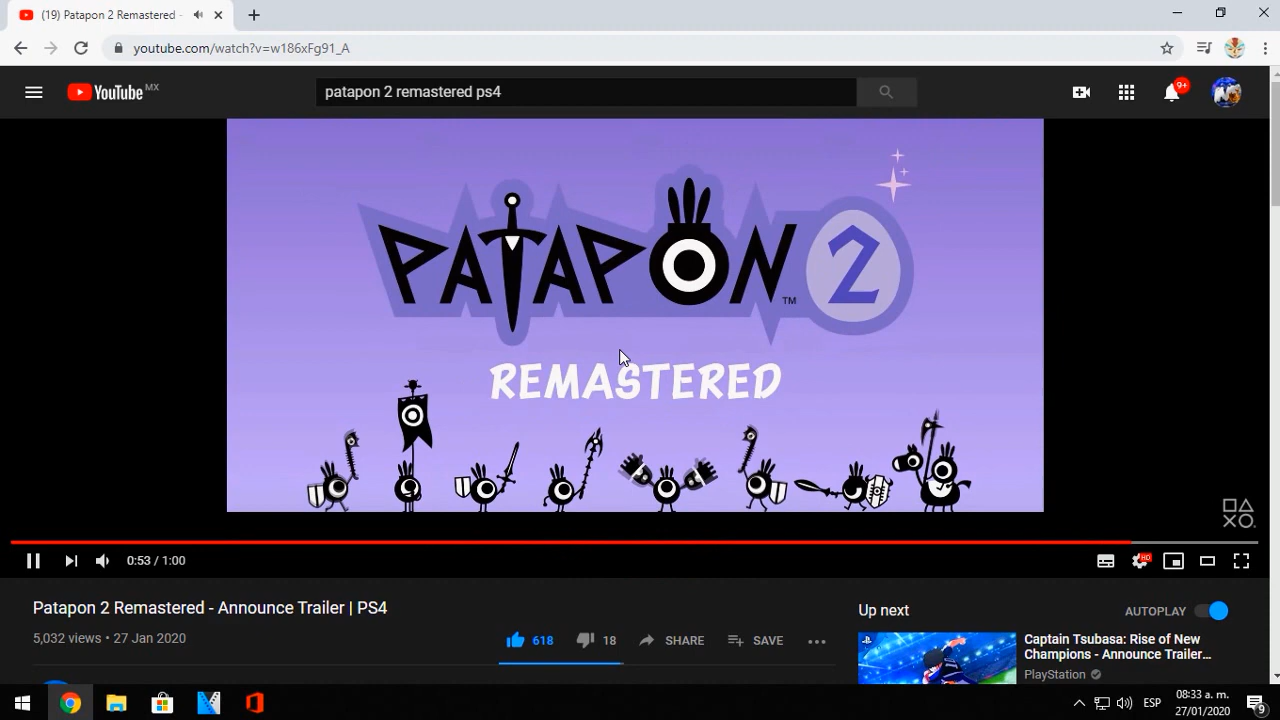 (19) Patapon 2 Remastered -
youtube.com/watch?v=w186xFg91_A
YouTube MX
patapon 2 remastered ps4
9+
PATAPON 2
TM
REMASTERED
0:53 / 1:00
HD
Patapon 2 Remastered - Announce Trailer | PS4
Up next
AUTOPLAY
5,032 views • 27 Jan 2020
618
18
SHARE
SAVE
Captain Tsubasa: Rise of New
Champions - Announce Trailer...
PlayStation
ESP
08:33 a. m.
27/01/2020
9